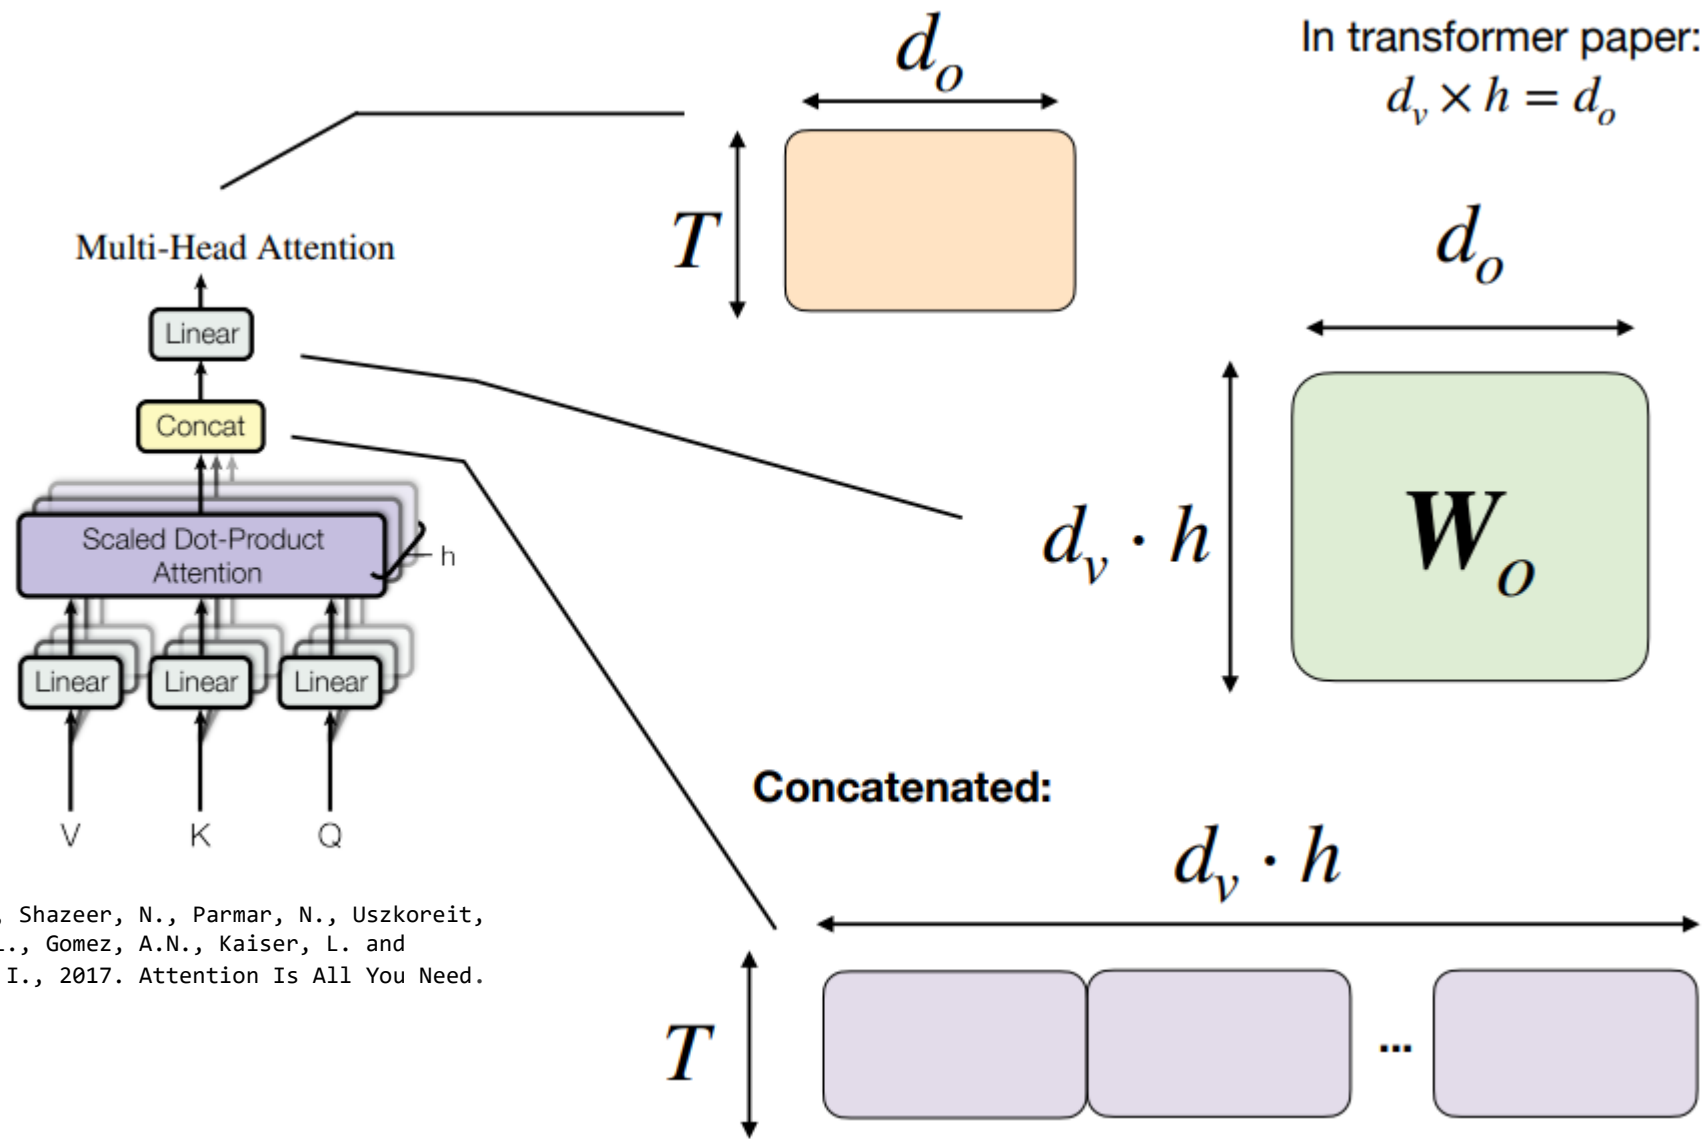 d_o
In transformer paper:
d_v × h = d_o
T
Multi-Head Attention
d_o
Linear
Concat
Scaled Dot-Product
Attention
h
d_v · h
W_o
Linear
Linear
Linear
V
K
Q
Concatenated:
d_v · h
, Shazeer, N., Parmar, N., Uszkoreit,
., Gomez, A.N., Kaiser, L. and
I., 2017. Attention Is All You Need.
T
...